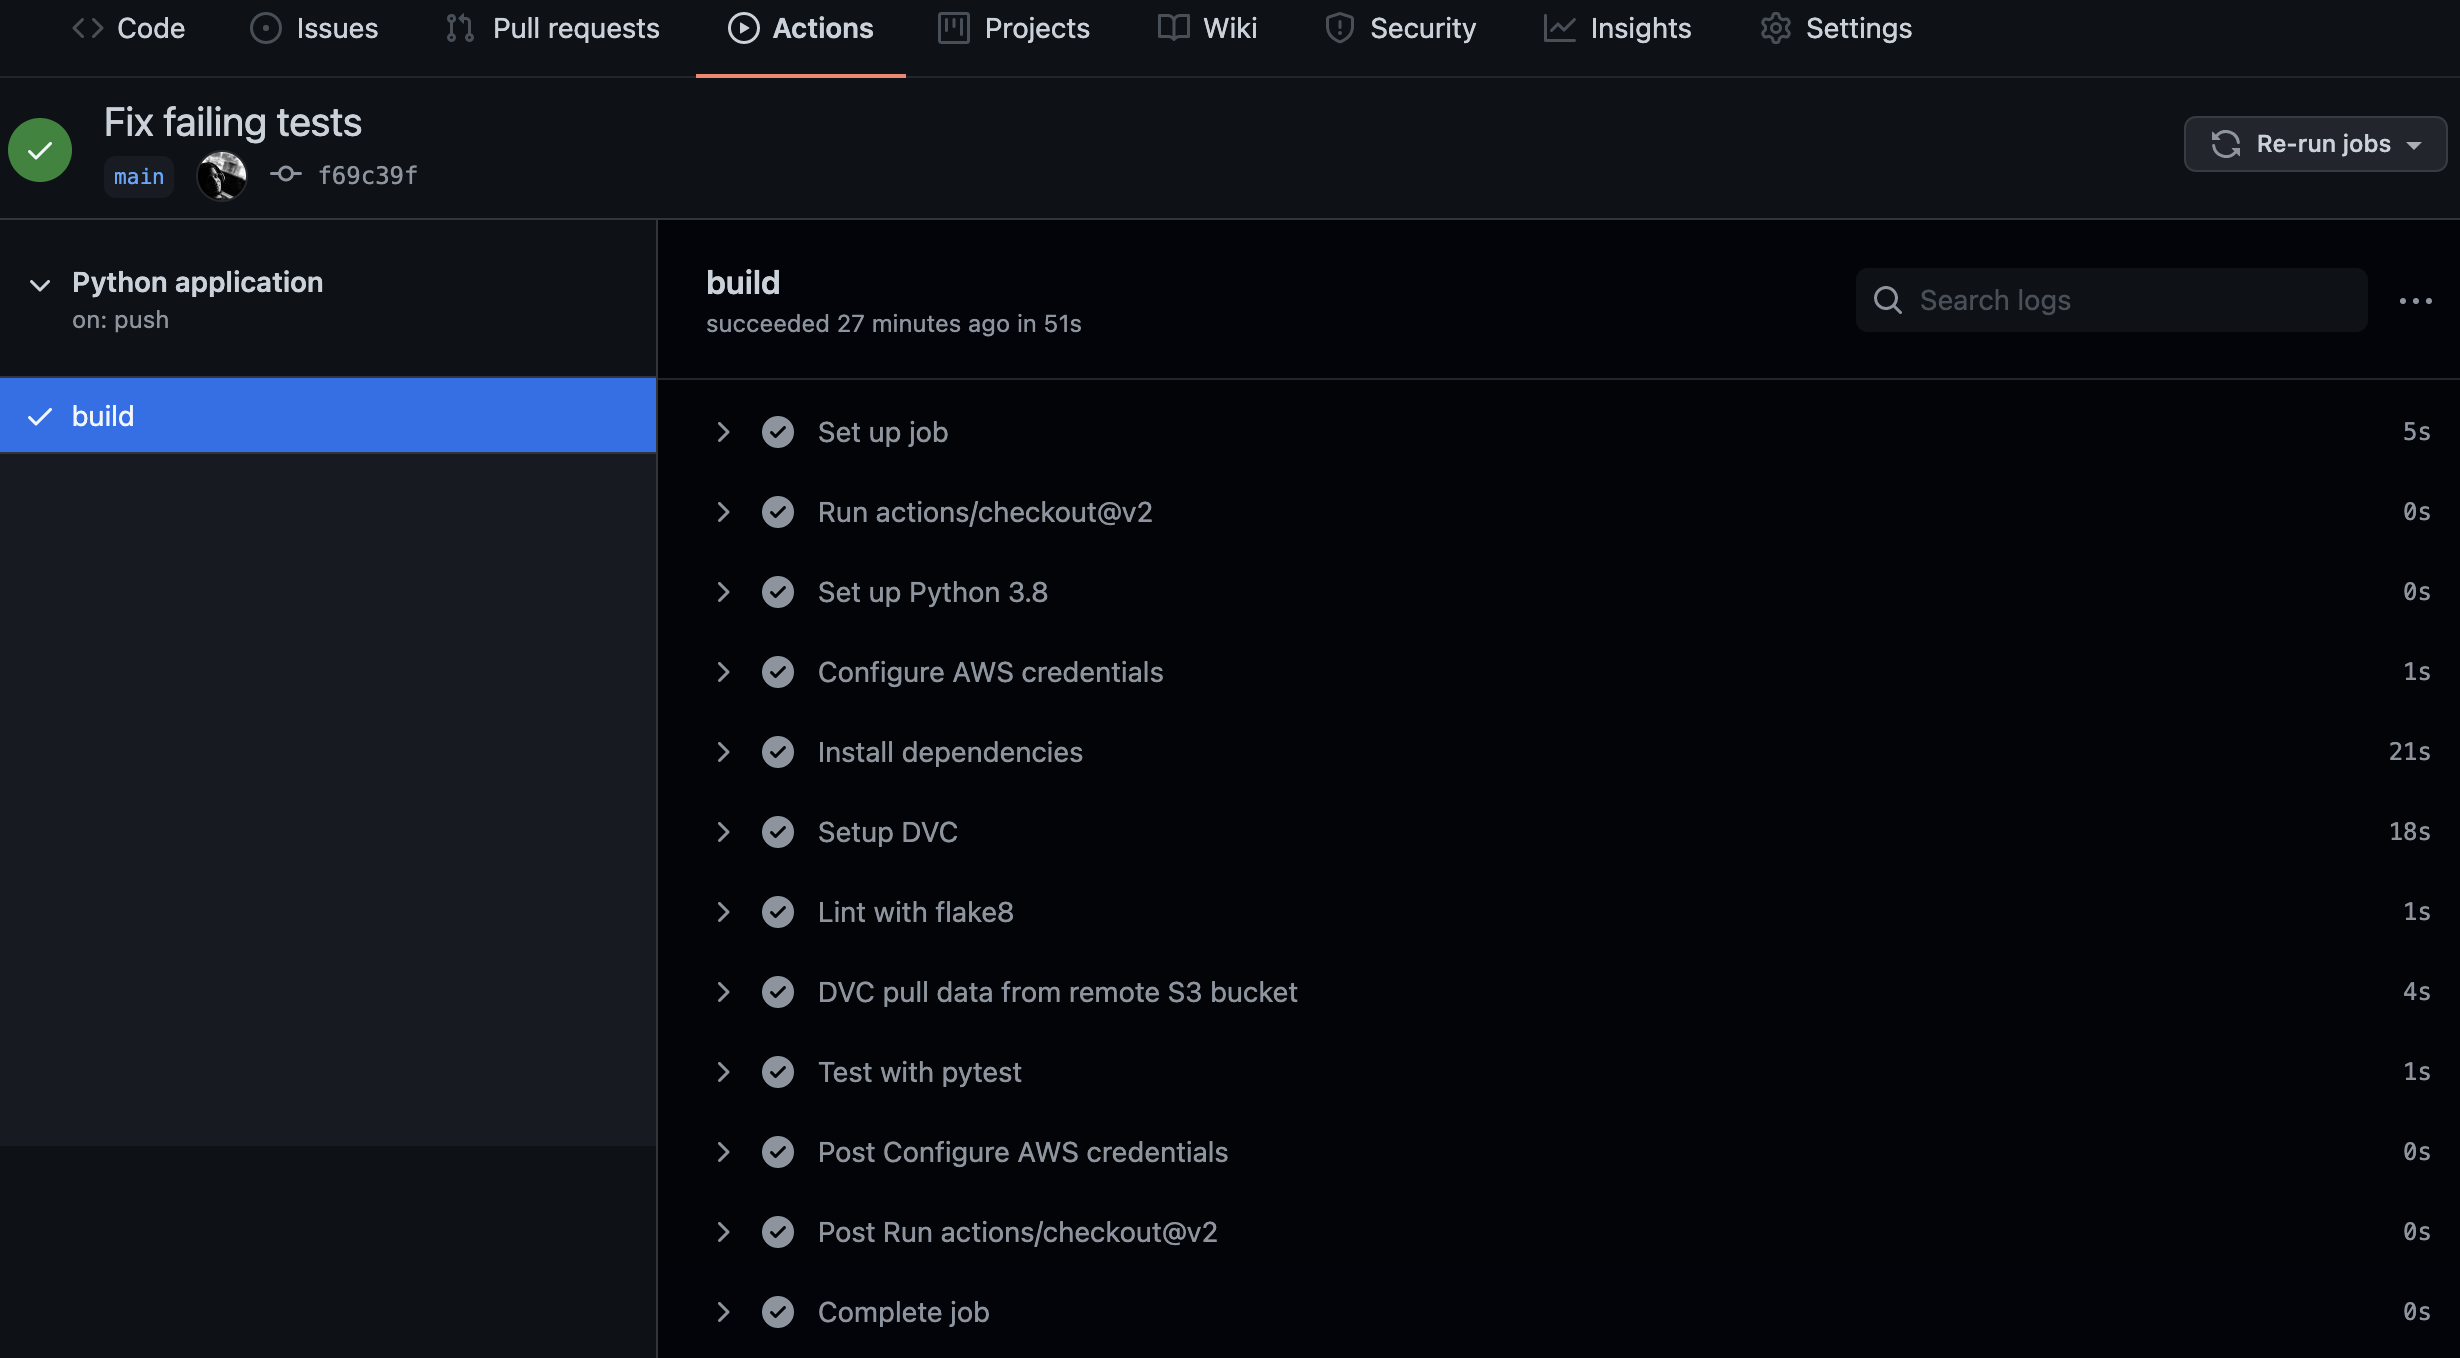 Code Issues Pull requests Actions Projects Wiki Security Insights Settings
Fix failing tests
main f69c39f
Re-run jobs
Python application
on: push
build
build
succeeded 27 minutes ago in 51s
Search logs
Set up job 5s
Run actions/checkout@v2 0s
Set up Python 3.8 0s
Configure AWS credentials 1s
Install dependencies 21s
Setup DVC 18s
Lint with flake8 1s
DVC pull data from remote S3 bucket 4s
Test with pytest 1s
Post Configure AWS credentials 0s
Post Run actions/checkout@v2 0s
Complete job 0s